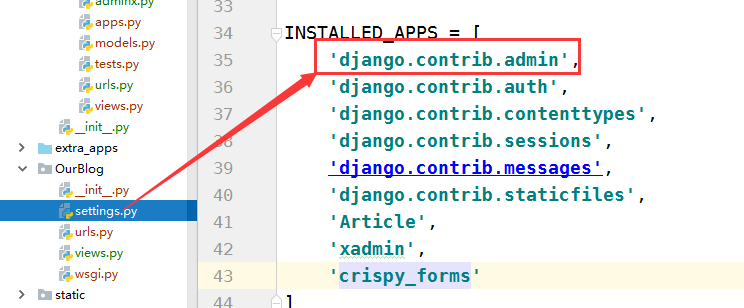 adminx.py
apps.py
models.py
tests.py
urls.py
views.py
__init__.py
extra_apps
OurBlog
__init__.py
settings.py
urls.py
views.py
wsgi.py
static
33
34 INSTALLED_APPS = [
35 'django.contrib.admin',
36 'django.contrib.auth',
37 'django.contrib.contenttypes',
38 'django.contrib.sessions',
39 'django.contrib.messages',
40 'django.contrib.staticfiles',
41 'Article',
42 'xadmin',
43 'crispy_forms'
44 ]